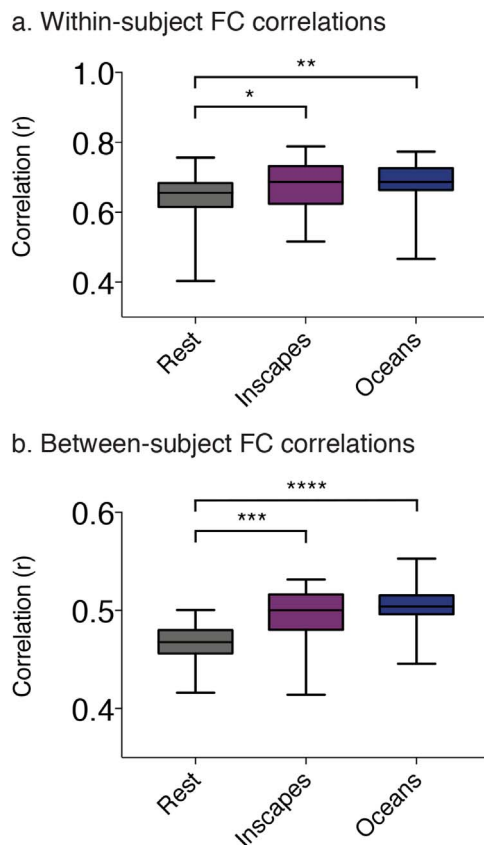 a. Within-subject FC correlations
1.0
**
*
0.8
Correlation (r)
0.6
0.4
Rest
Inscapes
Oceans
b. Between-subject FC correlations
0.6
****
***
0.5
Correlation (r)
0.4
Rest
Inscapes
Oceans